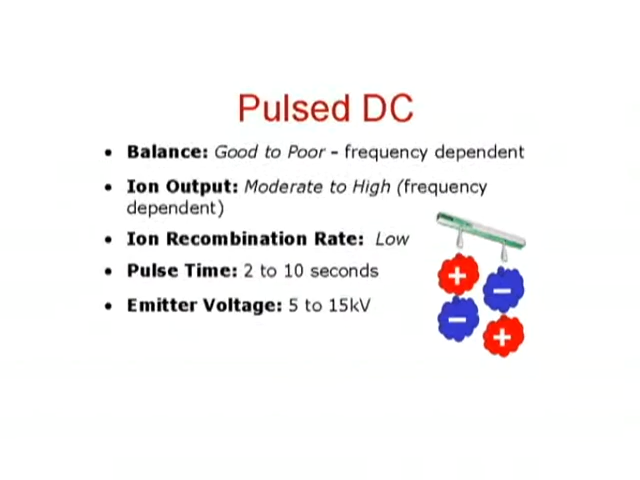 Pulsed DC
• Balance: Good to Poor – frequency dependent
• Ion Output: Moderate to High (frequency
dependent)
• Ion Recombination Rate: Low
• Pulse Time: 2 to 10 seconds
• Emitter Voltage: 5 to 15kV
+
–
–
+